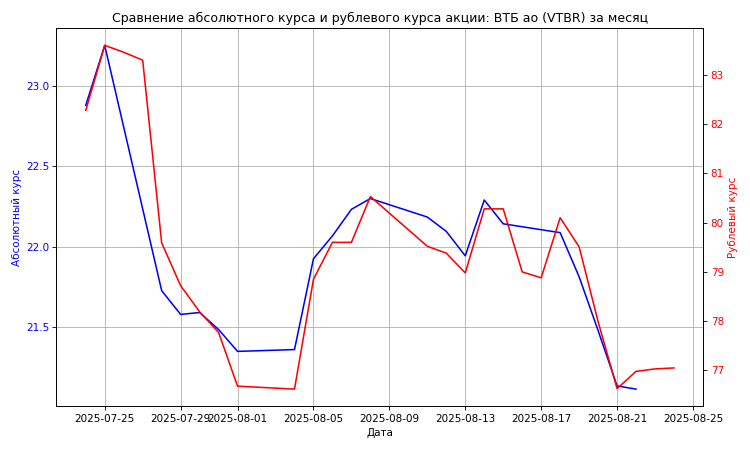 Сравнение абсолютного курса и рублевого курса акции: ВТБ ао (VTBR) за месяц
Абсолютный курс
23.0
22.5
22.0
21.5
83
82
81
80
79
78
77
Рублевый курс
2025-07-25 2025-07-29 2025-08-01 2025-08-05 2025-08-09 2025-08-13 2025-08-17 2025-08-21 2025-08-25
Дата